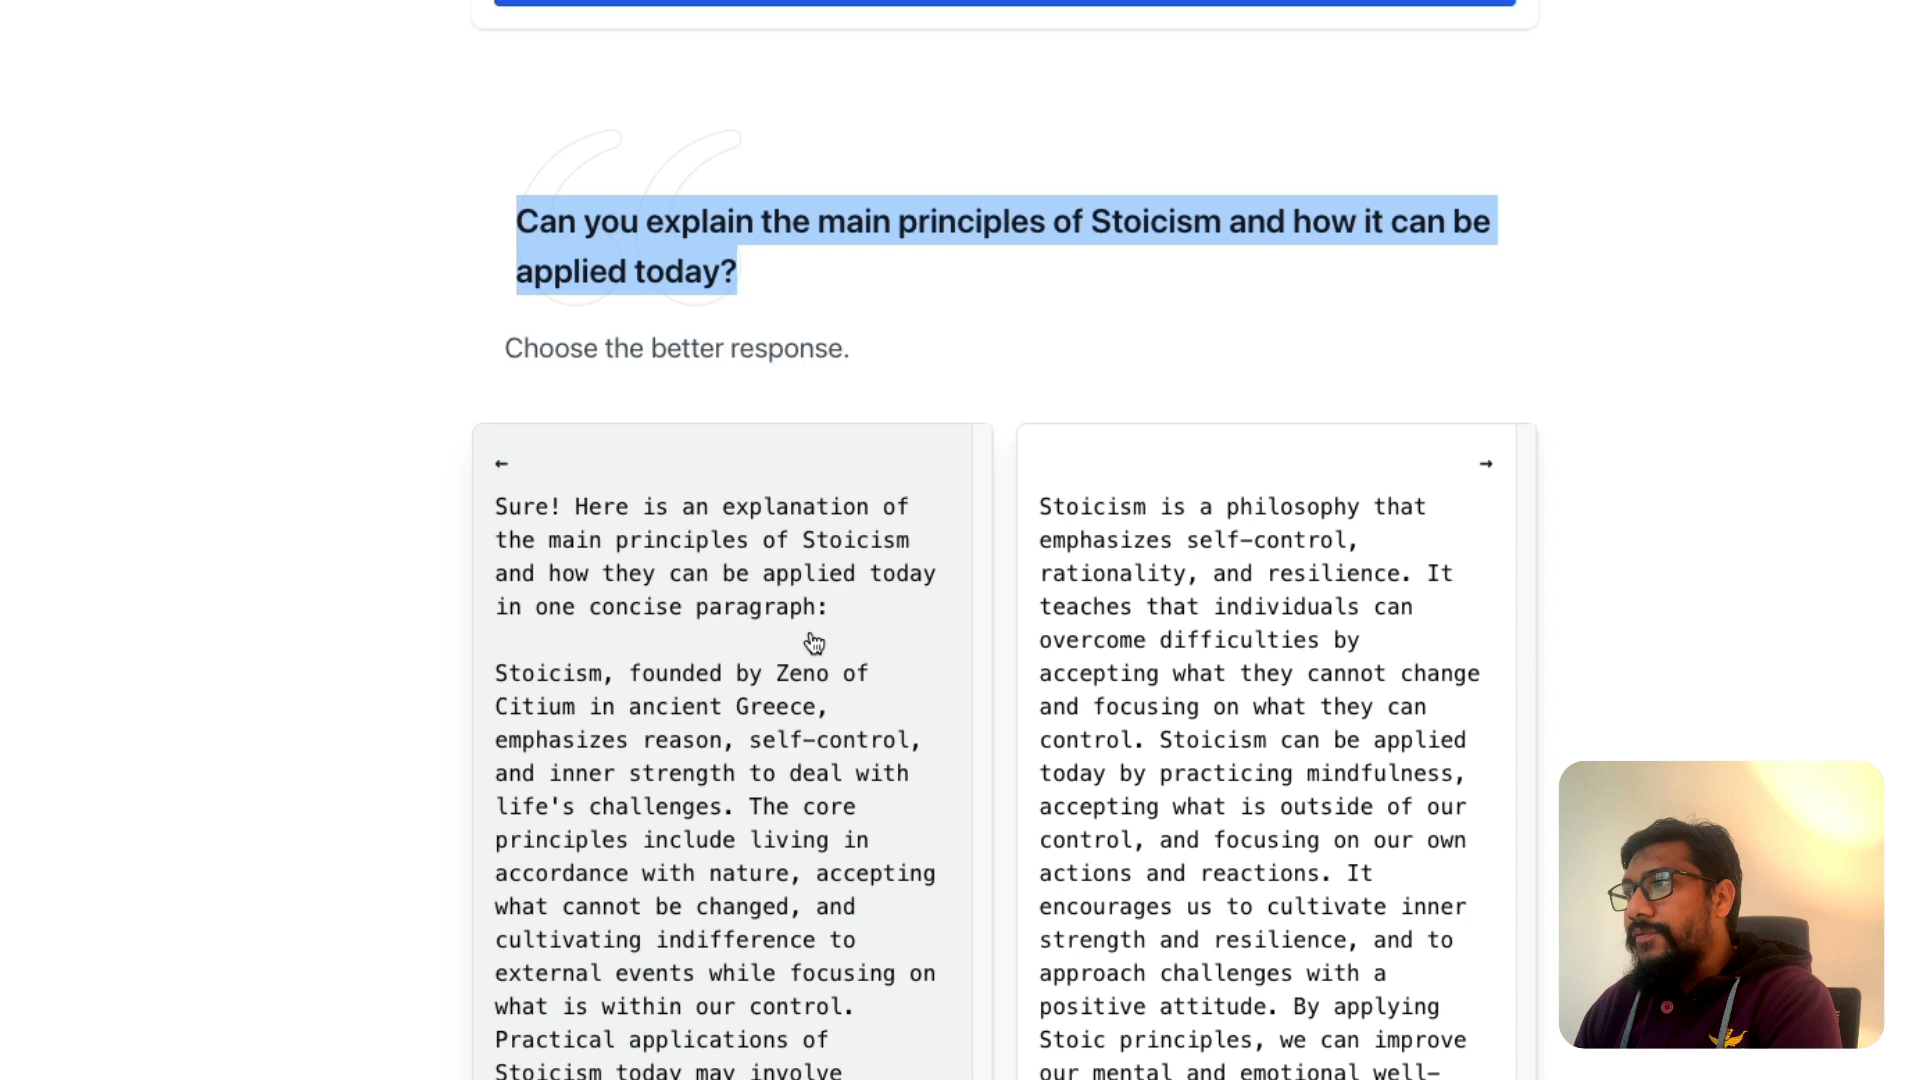 Can you explain the main principles of Stoicism and how it can be
applied today?
Choose the better response.
←
Sure! Here is an explanation of
the main principles of Stoicism
and how they can be applied today
in one concise paragraph:
Stoicism, founded by Zeno of
Citium in ancient Greece,
emphasizes reason, self-control,
and inner strength to deal with
life's challenges. The core
principles include living in
accordance with nature, accepting
what cannot be changed, and
cultivating indifference to
external events while focusing on
what is within our control.
Practical applications of
Stoicism today may involve
→
Stoicism is a philosophy that
emphasizes self-control,
rationality, and resilience. It
teaches that individuals can
overcome difficulties by
accepting what they cannot change
and focusing on what they can
control. Stoicism can be applied
today by practicing mindfulness,
accepting what is outside of our
control, and focusing on our own
actions and reactions. It
encourages us to cultivate inner
strength and resilience, and to
approach challenges with a
positive attitude. By applying
Stoic principles, we can improve
our mental and emotional well-